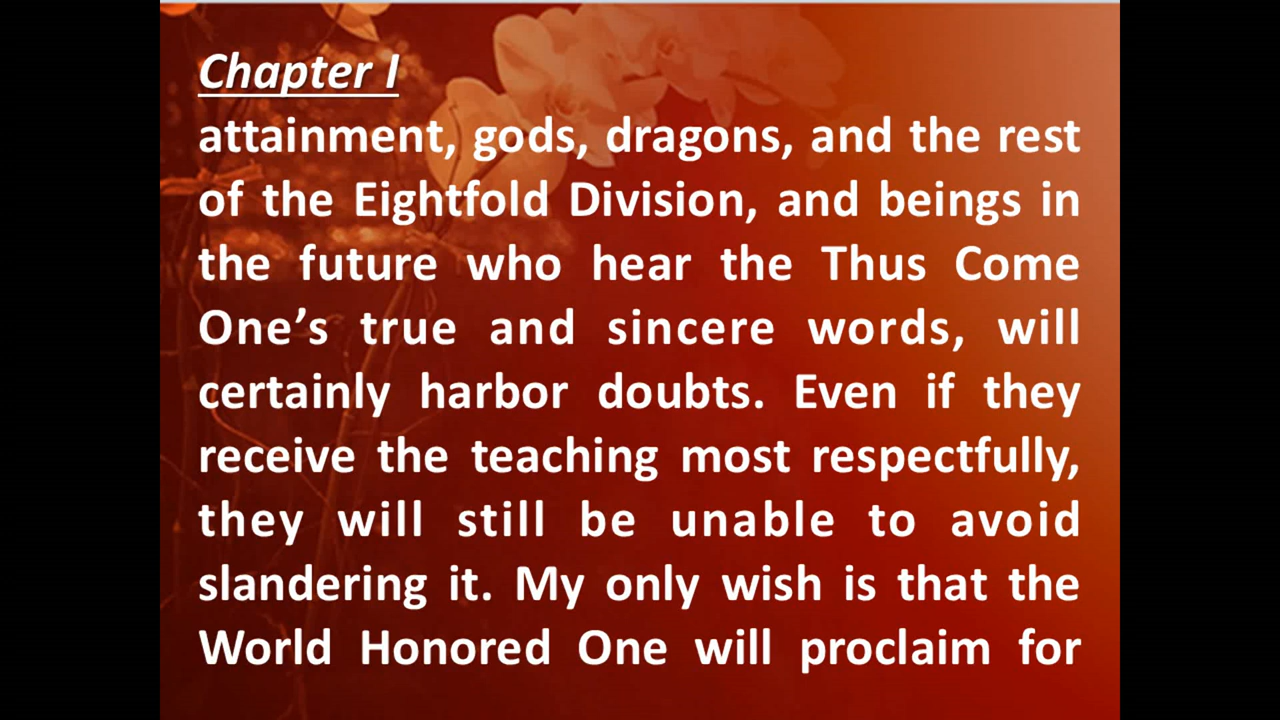 Chapter I
attainment, gods, dragons, and the rest
of the Eightfold Division, and beings in
the future who hear the Thus Come
One’s true and sincere words, will
certainly harbor doubts. Even if they
receive the teaching most respectfully,
they will still be unable to avoid
slandering it. My only wish is that the
World Honored One will proclaim for